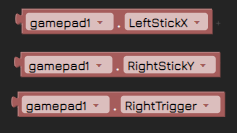 gamepad1 . LeftStickX
gamepad1 . RightStickY
gamepad1 . RightTrigger